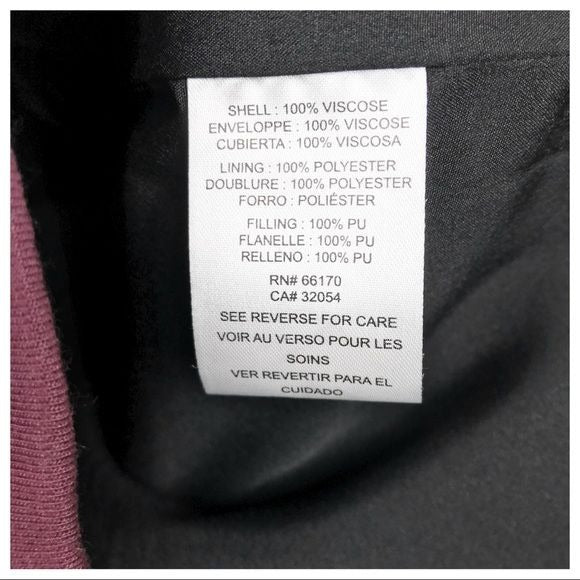 SHELL : 100% VISCOSE
ENVELOPPE : 100% VISCOSE
CUBIERTA : 100% VISCOSA
LINING : 100% POLYESTER
DOUBLURE : 100% POLYESTER
FORRO : POLIÉSTER
FILLING : 100% PU
FLANELLE : 100% PU
RELLENO : 100% PU
RN# 66170
CA# 32054
SEE REVERSE FOR CARE
VOIR AU VERSO POUR LES
SOINS
VER REVERTIR PARA EL
CUIDADO